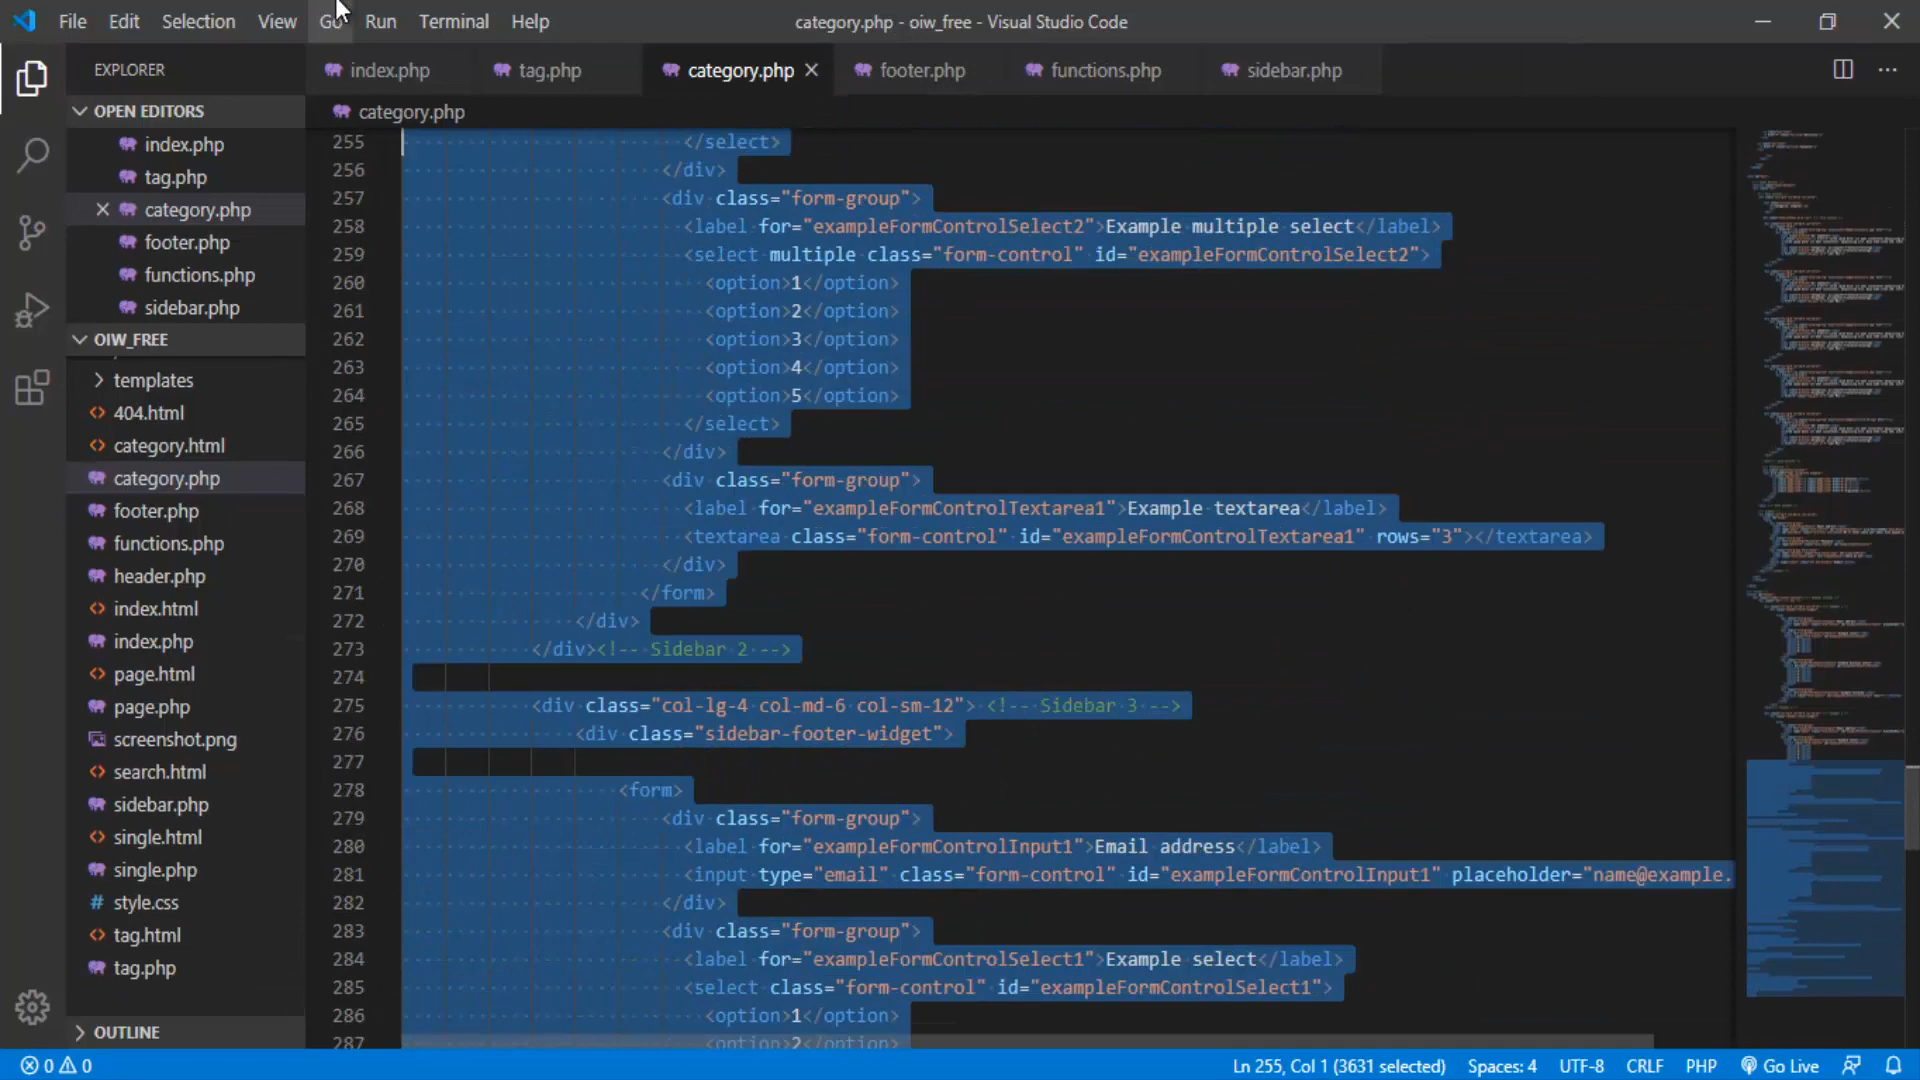 File Edit Selection View Go Run Terminal Help
category.php - oiw_free - Visual Studio Code
EXPLORER
index.php
tag.php
category.php
footer.php
functions.php
sidebar.php
OPEN EDITORS
index.php
tag.php
category.php
footer.php
functions.php
sidebar.php
OIW_FREE
templates
404.html
category.html
category.php
footer.php
functions.php
header.php
index.html
index.php
page.html
page.php
screenshot.png
search.html
sidebar.php
single.html
single.php
style.css
tag.html
tag.php
OUTLINE
category.php
255 </select>
256 </div>
257 <div class="form-group">
258 <label for="exampleFormControlSelect2">Example multiple select</label>
259 <select multiple class="form-control" id="exampleFormControlSelect2">
260 <option>1</option>
261 <option>2</option>
262 <option>3</option>
263 <option>4</option>
264 <option>5</option>
265 </select>
266 </div>
267 <div class="form-group">
268 <label for="exampleFormControlTextarea1">Example textarea</label>
269 <textarea class="form-control" id="exampleFormControlTextarea1" rows="3"></textarea>
270 </div>
271 </form>
272 </div>
273 </div><!-- Sidebar 2 -->
274
275 <div class="col-lg-4 col-md-6 col-sm-12"> <!-- Sidebar 3 -->
276 <div class="sidebar-footer-widget">
277
278 <form>
279 <div class="form-group">
280 <label for="exampleFormControlInput1">Email address</label>
281 <input type="email" class="form-control" id="exampleFormControlInput1" placeholder="name@example.
282 </div>
283 <div class="form-group">
284 <label for="exampleFormControlSelect1">Example select</label>
285 <select class="form-control" id="exampleFormControlSelect1">
286 <option>1</option>
287 <option>2</option>
0 0
Ln 255, Col 1 (3631 selected) Spaces: 4 UTF-8 CRLF PHP Go Live